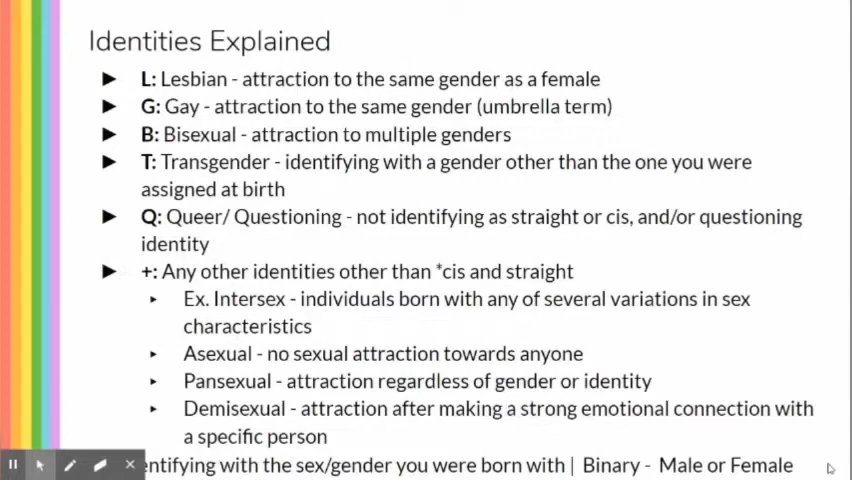 Identities Explained
► L: Lesbian - attraction to the same gender as a female
► G: Gay - attraction to the same gender (umbrella term)
► B: Bisexual - attraction to multiple genders
► T: Transgender - identifying with a gender other than the one you were
assigned at birth
► Q: Queer/ Questioning - not identifying as straight or cis, and/or questioning
identity
► +: Any other identities other than *cis and straight
▸ Ex. Intersex - individuals born with any of several variations in sex
characteristics
▸ Asexual - no sexual attraction towards anyone
▸ Pansexual - attraction regardless of gender or identity
▸ Demisexual - attraction after making a strong emotional connection with
a specific person
entifying with the sex/gender you were born with | Binary - Male or Female